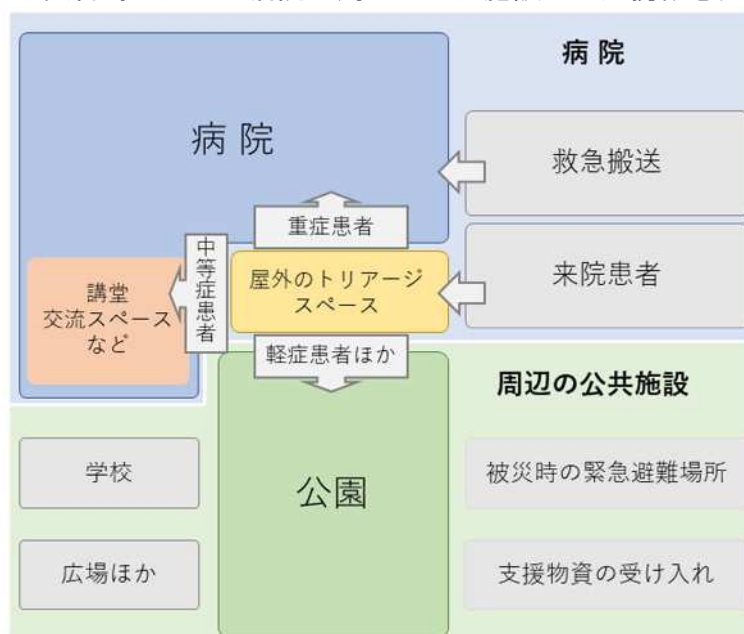 病 院
病 院
救急搬送
重症患者
中等症患者
来院患者
屋外のトリアージ
スペース
講堂
交流スペース
など
軽症患者ほか
周辺の公共施設
学校
公園
被災時の緊急避難場所
広場ほか
支援物資の受け入れ